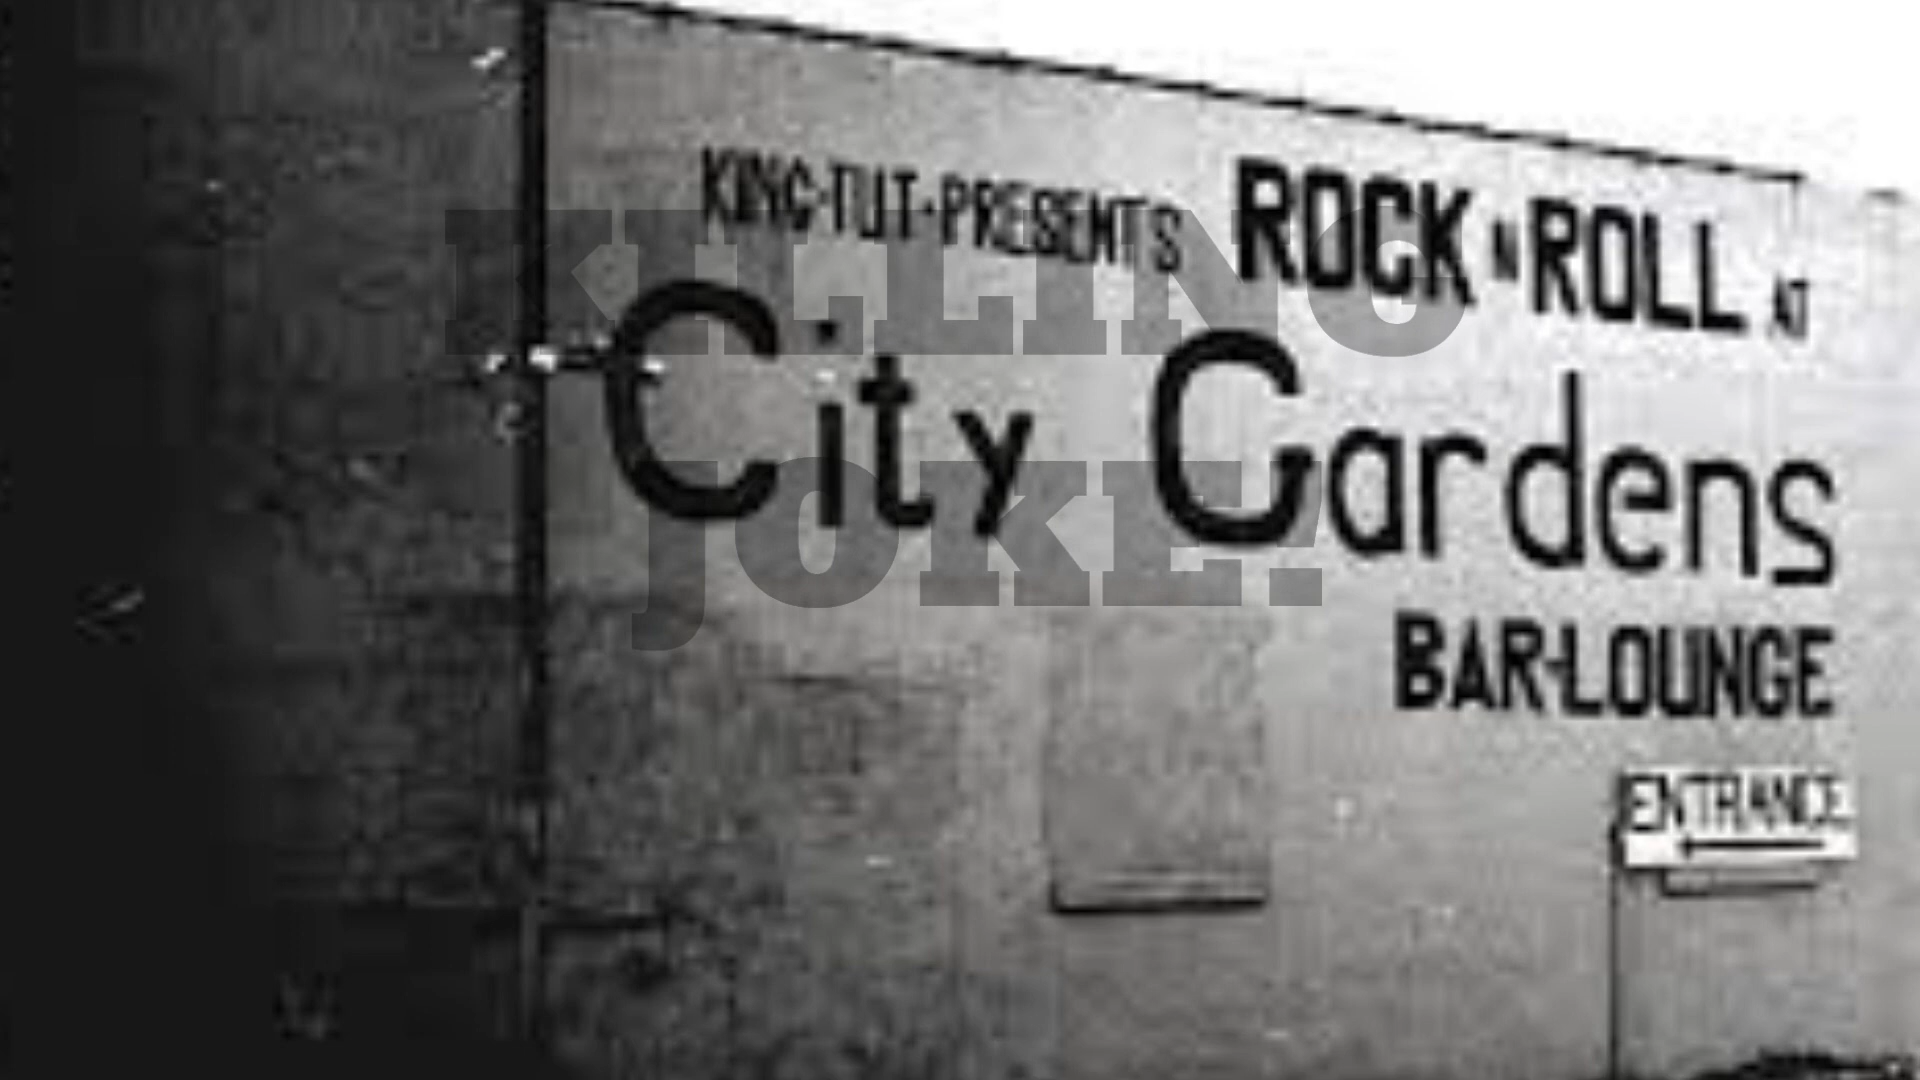 KING-TUT-PRESENTS ROCK N ROLL AT
KILLING
City Gardens
JOKE!
BAR-LOUNGE
ENTRANCE